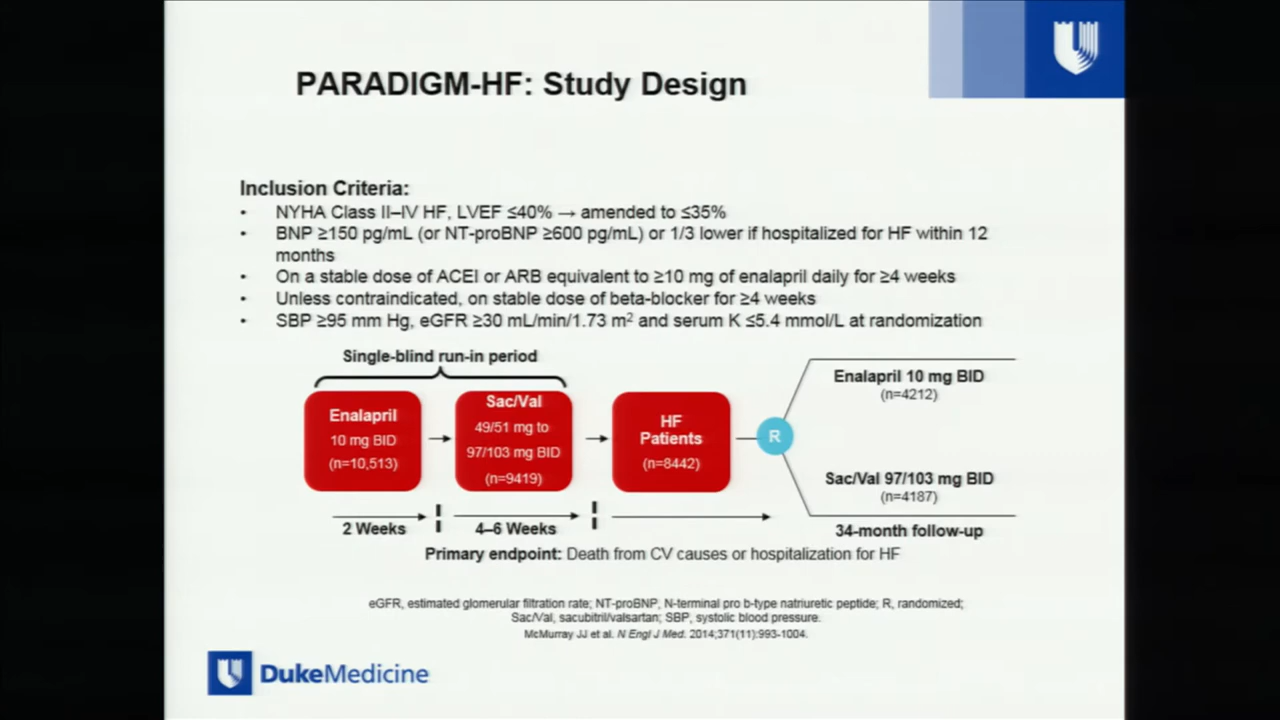 PARADIGM-HF: Study Design
Inclusion Criteria:
• NYHA Class II–IV HF, LVEF ≤40% → amended to ≤35%
• BNP ≥150 pg/mL (or NT-proBNP ≥600 pg/mL) or 1/3 lower if hospitalized for HF within 12
months
• On a stable dose of ACEI or ARB equivalent to ≥10 mg of enalapril daily for ≥4 weeks
• Unless contraindicated, on stable dose of beta-blocker for ≥4 weeks
• SBP ≥95 mm Hg, eGFR ≥30 mL/min/1.73 m² and serum K ≤5.4 mmol/L at randomization
Single-blind run-in period
Enalapril
10 mg BID
(n=10,513)
Sac/Val
49/51 mg to
97/103 mg BID
(n=9419)
HF
Patients
(n=8442)
R
Enalapril 10 mg BID
(n=4212)
Sac/Val 97/103 mg BID
(n=4187)
2 Weeks
4–6 Weeks
34-month follow-up
Primary endpoint: Death from CV causes or hospitalization for HF
eGFR, estimated glomerular filtration rate; NT-proBNP, N-terminal pro b-type natriuretic peptide; R, randomized;
Sac/Val, sacubitril/valsartan; SBP, systolic blood pressure.
McMurray JJ et al. N Engl J Med. 2014;371(11):993-1004.
DukeMedicine